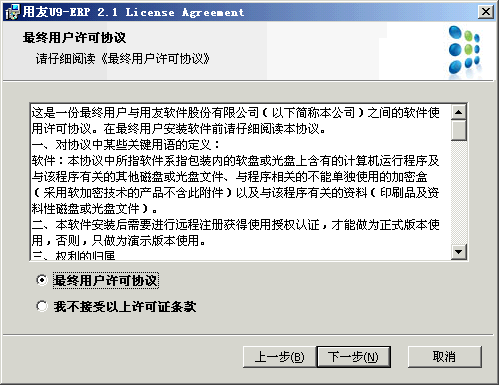 用友U9-ERP 2.1 License Agreement
最终用户许可协议
请仔细阅读《最终用户许可协议》
这是一份最终用户与用友软件股份有限公司(以下简称本公司)之间的软件使
用许可协议。在最终用户安装软件前请仔细阅读本协议。
一、对协议中某些关键用语的定义:
软件:本协议中所指软件系指包装内的软盘或光盘上含有的计算机运行程序及
与该程序有关的其他磁盘或光盘文件、与程序相关的不能单独使用的加密盒
(采用软加密技术的产品不含此附件)以及与该程序有关的资料(印刷品及资
料性磁盘或光盘文件)。
二、本软件安装后需要进行远程注册获得使用授权认证,才能做为正式版本使
用,否则,只做为演示版本使用。
三、权利的归属
最终用户许可协议
我不接受以上许可证条款
上一步(B)
下一步(N)
取消